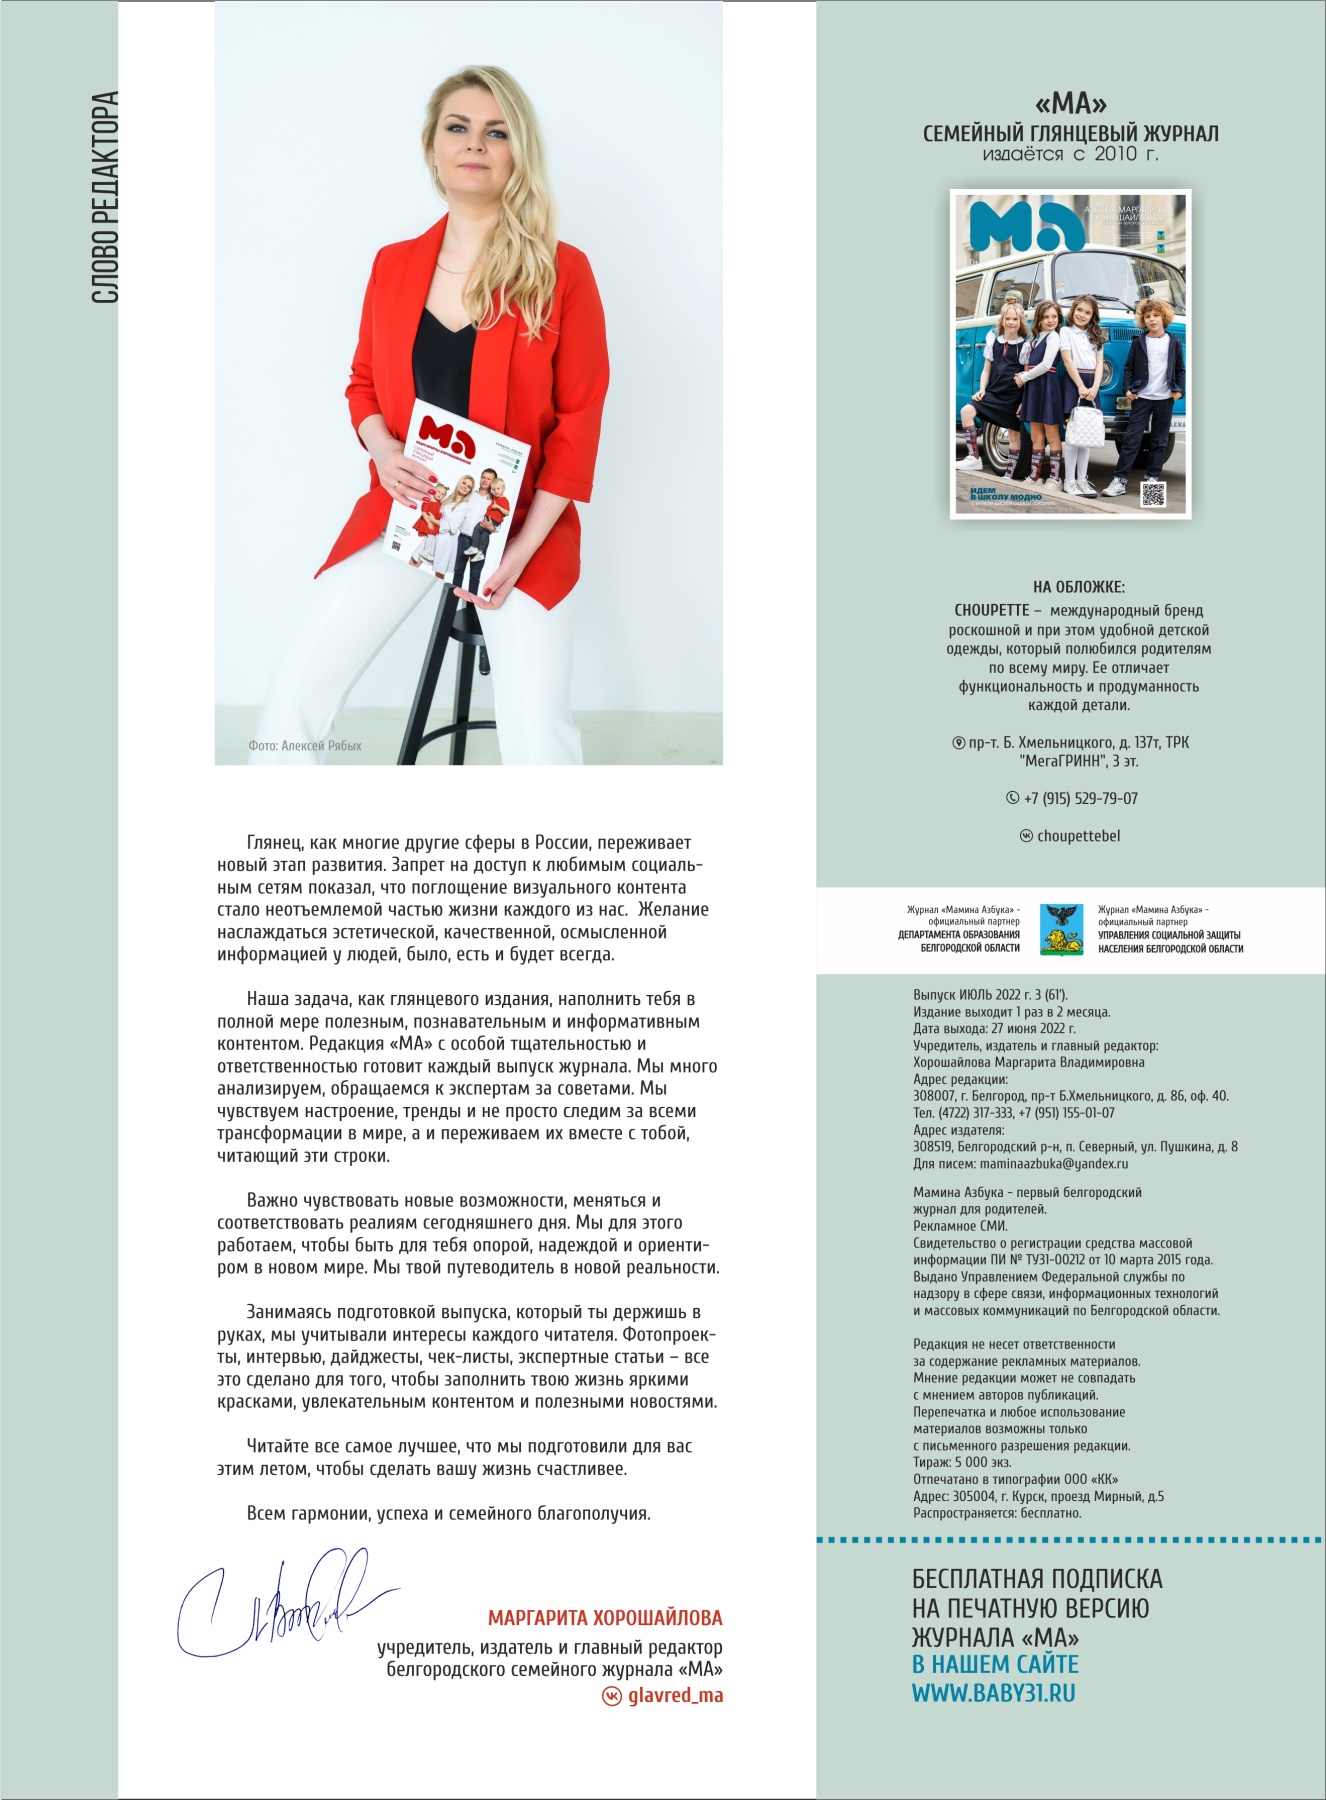 СЛОВО РЕДАКТОРА
Фото: Алексей Рябых
Глянец, как многие другие сферы в России, переживает
новый этап развития. Запрет на доступ к любимым социаль-
ным сетям показал, что поглощение визуального контента
стало неотъемлемой частью жизни каждого из нас. Желание
наслаждаться эстетической, качественной, осмысленной
информацией у людей, было, есть и будет всегда.
Наша задача, как глянцевого издания, наполнить тебя в
полной мере полезным, познавательным и информативным
контентом. Редакция «МА» с особой тщательностью и
ответственностью готовит каждый выпуск журнала. Мы много
анализируем, обращаемся к экспертам за советами. Мы
чувствуем настроение, тренды и не просто следим за всеми
трансформации в мире, а и переживаем их вместе с тобой,
читающий эти строки.
Важно чувствовать новые возможности, меняться и
соответствовать реалиям сегодняшнего дня. Мы для этого
работаем, чтобы быть для тебя опорой, надеждой и ориенти-
ром в новом мире. Мы твой путеводитель в новой реальности.
Занимаясь подготовкой выпуска, который ты держишь в
руках, мы учитывали интересы каждого читателя. Фотопроек-
ты, интервью, дайджесты, чек-листы, экспертные статьи – все
это сделано для того, чтобы заполнить твою жизнь яркими
красками, увлекательным контентом и полезными новостями.
Читайте все самое лучшее, что мы подготовили для вас
этим летом, чтобы сделать вашу жизнь счастливее.
Всем гармонии, успеха и семейного благополучия.
МАРГАРИТА ХОРОШАЙЛОВА
учредитель, издатель и главный редактор
белгородского семейного журнала «МА»
glavred_ma
«МА»
СЕМЕЙНЫЙ ГЛЯНЦЕВЫЙ ЖУРНАЛ
издаётся с 2010 г.
МА
АЗБУКА МАРГАРИТЫ
ХОРОШАЙЛОВОЙ
ИДЕМ
В ШКОЛУ МОДНО
НА ОБЛОЖКЕ:
CHOUPETTE – международный бренд
роскошной и при этом удобной детской
одежды, который полюбился родителям
по всему миру. Ее отличает
функциональность и продуманность
каждой детали.
пр-т. Б. Хмельницкого, д. 137т, ТРК
"МегаГРИНН", 3 эт.
+7 (915) 529-79-07
choupettebel
Журнал «Мамина Азбука» -
официальный партнер
ДЕПАРТАМЕНТА ОБРАЗОВАНИЯ
БЕЛГОРОДСКОЙ ОБЛАСТИ
Журнал «Мамина Азбука» -
официальный партнер
УПРАВЛЕНИЯ СОЦИАЛЬНОЙ ЗАЩИТЫ
НАСЕЛЕНИЯ БЕЛГОРОДСКОЙ ОБЛАСТИ
Выпуск ИЮЛЬ 2022 г. 3 (61').
Издание выходит 1 раз в 2 месяца.
Дата выхода: 27 июня 2022 г.
Учредитель, издатель и главный редактор:
Хорошайлова Маргарита Владимировна
Адрес редакции:
308007, г. Белгород, пр-т Б.Хмельницкого, д. 86, оф. 40.
Тел. (4722) 317-333, +7 (951) 155-01-07
Адрес издателя:
308519, Белгородский р-н, п. Северный, ул. Пушкина, д. 8
Для писем: maminaazbuka@yandex.ru
Мамина Азбука - первый белгородский
журнал для родителей.
Рекламное СМИ.
Свидетельство о регистрации средства массовой
информации ПИ № ТУ31-00212 от 10 марта 2015 года.
Выдано Управлением Федеральной службы по
надзору в сфере связи, информационных технологий
и массовых коммуникаций по Белгородской области.
Редакция не несет ответственности
за содержание рекламных материалов.
Мнение редакции может не совпадать
с мнением авторов публикаций.
Перепечатка и любое использование
материалов возможны только
с письменного разрешения редакции.
Тираж: 5 000 экз.
Отпечатано в типографии ООО «КК»
Адрес: 305004, г. Курск, проезд Мирный, д.5
Распространяется: бесплатно.
БЕСПЛАТНАЯ ПОДПИСКА
НА ПЕЧАТНУЮ ВЕРСИЮ
ЖУРНАЛА «МА»
В НАШЕМ САЙТЕ
WWW.BABY31.RU